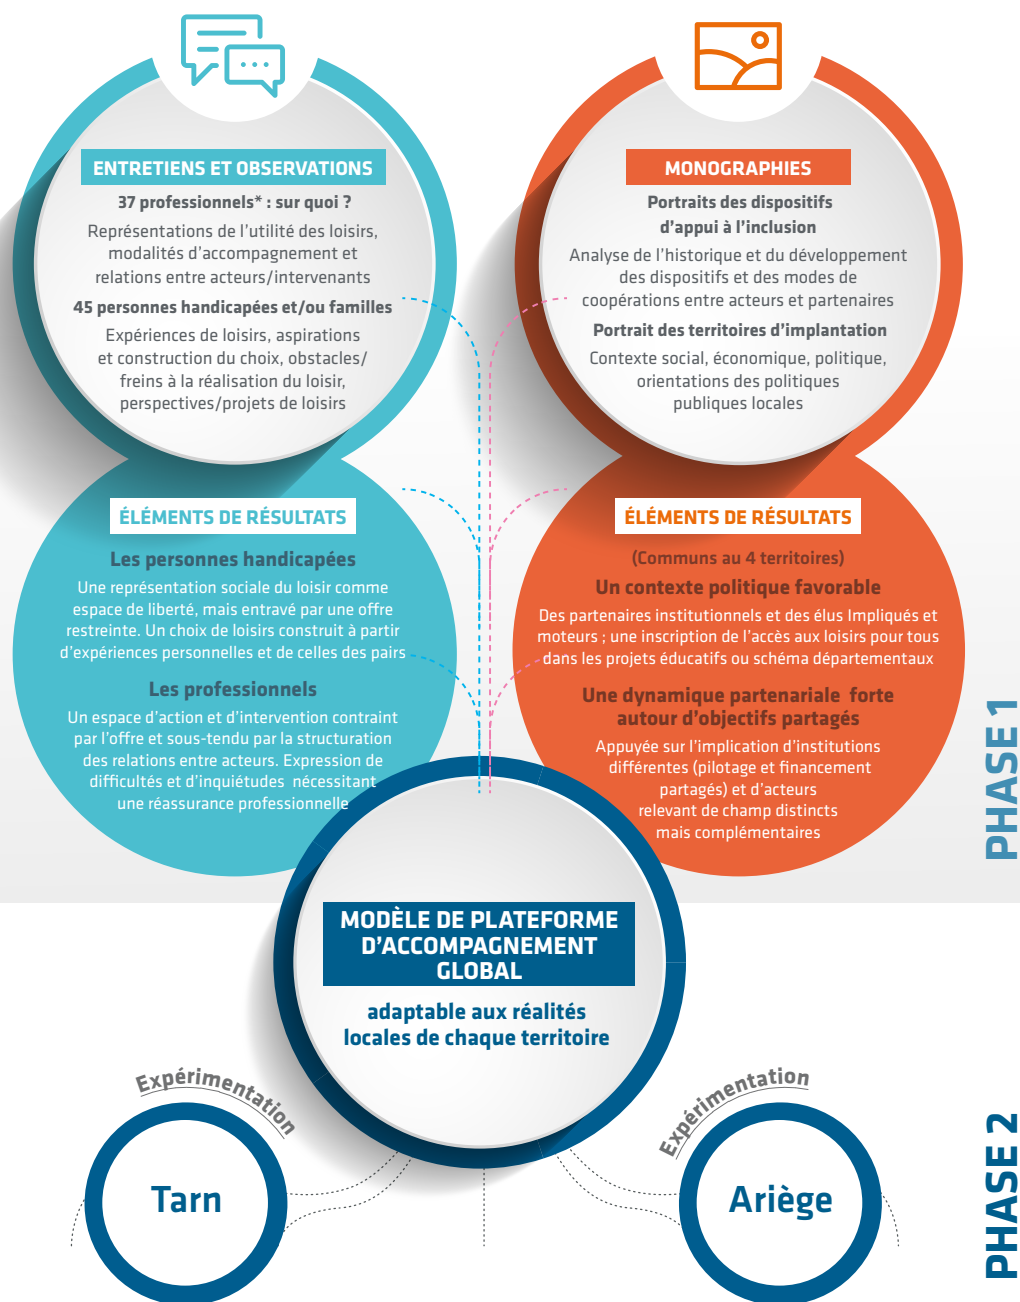 ENTRETIENS ET OBSERVATIONS
37 professionnels* : sur quoi ?
Représentations de l'utilité des loisirs,
modalités d'accompagnement et
relations entre acteurs/intervenants
45 personnes handicapées et/ou familles
Expériences de loisirs, aspirations
et construction du choix, obstacles/
freins à la réalisation du loisir,
perspectives/projets de loisirs
MONOGRAPHIES
Portraits des dispositifs
d'appui à l'inclusion
Analyse de l'historique et du développement
des dispositifs et des modes de
coopérations entre acteurs et partenaires
Portrait des territoires d'implantation
Contexte social, économique, politique,
orientations des politiques
publiques locales
ÉLÉMENTS DE RÉSULTATS
Les personnes handicapées
Une représentation sociale du loisir comme
espace de liberté, mais entravé par une offre
restreinte. Un choix de loisirs construit à partir
d'expériences personnelles et de celles des pairs
Les professionnels
Un espace d'action et d'intervention contraint
par l'offre et sous-tendu par la structuration
des relations entre acteurs. Expression de
difficultés et d'inquiétudes nécessitant
une réassurance professionnelle
ÉLÉMENTS DE RÉSULTATS
(Communs au 4 territoires)
Un contexte politique favorable
Des partenaires institutionnels et des élus Impliqués et
moteurs ; une inscription de l'accès aux loisirs pour tous
dans les projets éducatifs ou schéma départementaux
Une dynamique partenariale forte
autour d'objectifs partagés
Appuyée sur l'implication d'institutions
différentes (pilotage et financement
partagés) et d'acteurs
relevant de champ distincts
mais complémentaires
PHASE 1
MODÈLE DE PLATEFORME
D'ACCOMPAGNEMENT
GLOBAL
adaptable aux réalités
locales de chaque territoire
Expérimentation
Tarn
Expérimentation
Ariège
PHASE 2